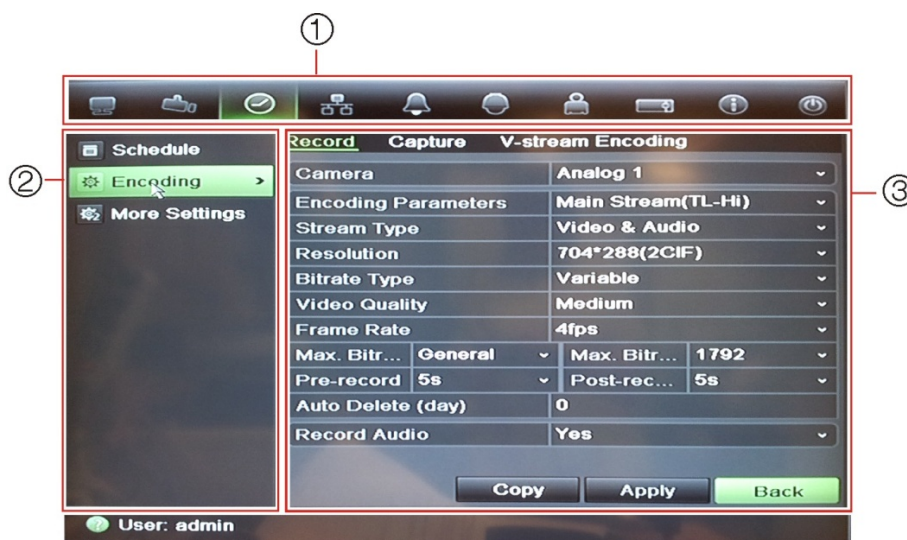 ①
②
③
Schedule
Encoding
More Settings
Record Capture V-stream Encoding
Camera Analog 1
Encoding Parameters Main Stream(TL-Hi)
Stream Type Video & Audio
Resolution 704*288(2CIF)
Bitrate Type Variable
Video Quality Medium
Frame Rate 4fps
Max. Bitr... General Max. Bitr... 1792
Pre-record 5s Post-rec... 5s
Auto Delete (day) 0
Record Audio Yes
Copy Apply Back
? User: admin